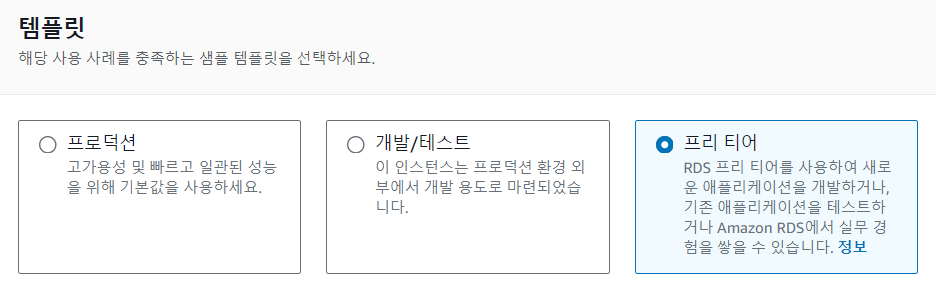 템플릿
해당 사용 사례를 충족하는 샘플 템플릿을 선택하세요.
프로덕션
고가용성 및 빠르고 일관된 성능
을 위해 기본값을 사용하세요.
개발/테스트
이 인스턴스는 프로덕션 환경 외
부에서 개발 용도로 마련되었습
니다.
프리 티어
RDS 프리 티어를 사용하여 새로
운 애플리케이션을 개발하거나,
기존 애플리케이션을 테스트하
거나 Amazon RDS에서 실무 경
험을 쌓을 수 있습니다. 정보